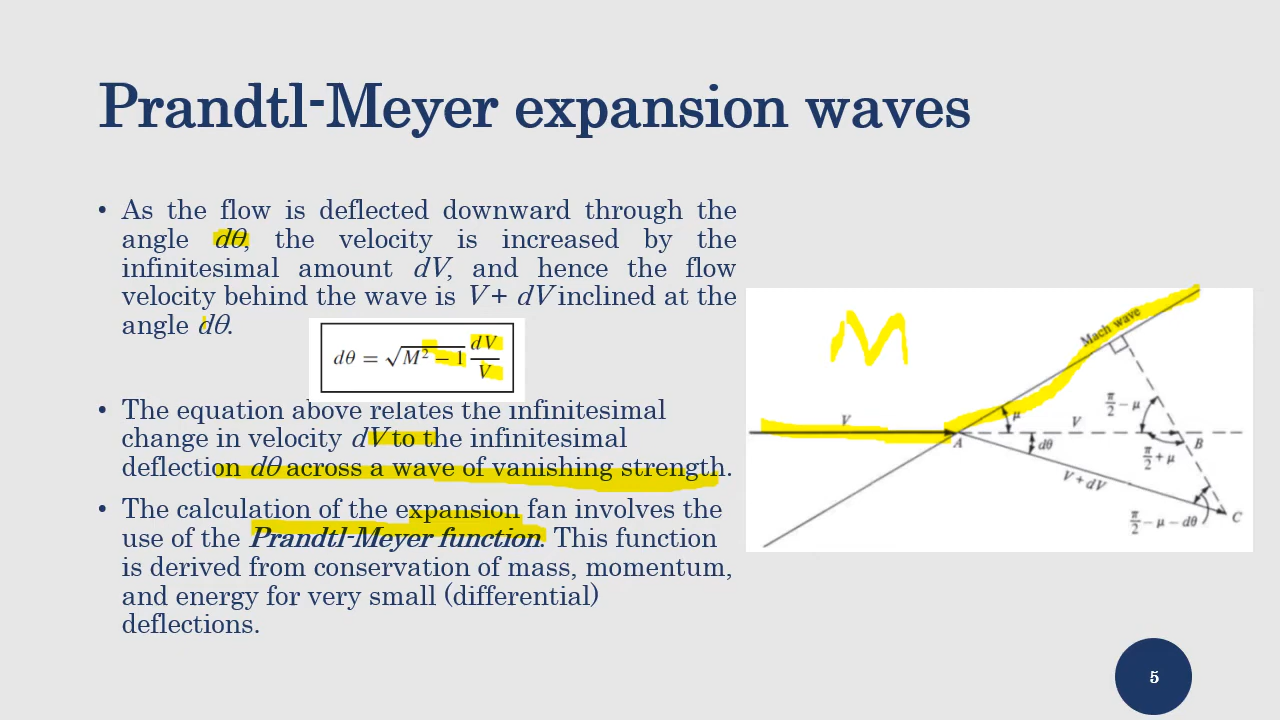 Prandtl-Meyer expansion waves
• As the flow is deflected downward through the
angle dθ, the velocity is increased by the
infinitesimal amount dV, and hence the flow
velocity behind the wave is V + dV inclined at the
angle dθ.
dθ = √M² − 1 dV/V
• The equation above relates the infinitesimal
change in velocity dV to the infinitesimal
deflection dθ across a wave of vanishing strength.
• The calculation of the expansion fan involves the
use of the Prandtl-Meyer function. This function
is derived from conservation of mass, momentum,
and energy for very small (differential)
deflections.
M
Mach wave
V
μ
V
π/2 − μ
A
dθ
B
π/2 + μ
V + dV
π/2 − μ − dθ
C
5